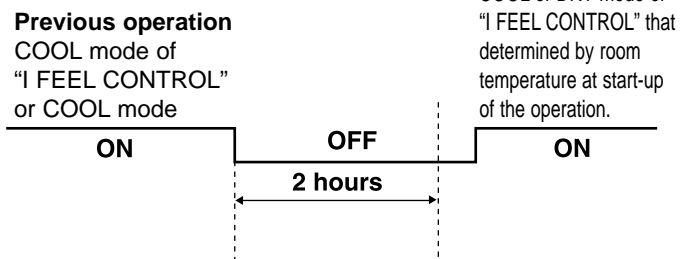 Previous operation
COOL mode of
“I FEEL CONTROL”
or COOL mode
“I FEEL CONTROL” that
determined by room
temperature at start-up
of the operation.
ON
OFF
ON
2 hours